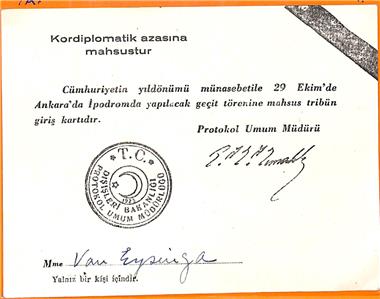 Kordiplomatik azasına
mahsustur
Cümhuriyetin yıldönümü münasebetile 29 Ekim'de
Ankara'da İpodromda yapılacak geçit törenine mahsus tribün
giriş kartıdır.
Protokol Umum Müdürü
T.C.
1923
DIŞİŞLERİ BAKANLIĞI
PROTOKOL UMUM MÜDÜRLÜĞÜ
Mme Van Eysinga
Yalnız bir kişi içindir.